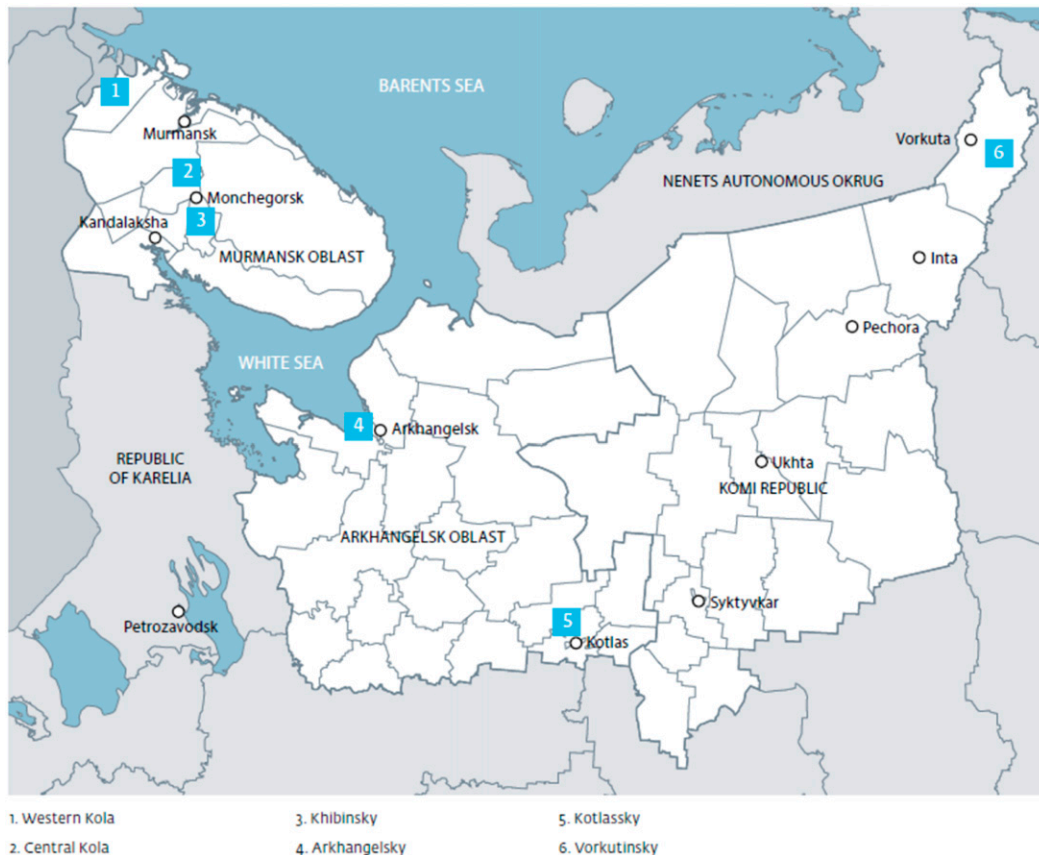 BARENTS SEA
1
Murmansk
Vorkuta
6
2
NENETS AUTONOMOUS OKRUG
Monchegorsk
3
Kandalaksha
MURMANSK OBLAST
Inta
Pechora
WHITE SEA
4
Arkhangelsk
REPUBLIC
OF KARELIA
Ukhta
KOMI REPUBLIC
ARKHANGELSK OBLAST
Syktyvkar
5
Petrozavodsk
Kotlas
1. Western Kola
3. Khibinsky
5. Kotlassky
2. Central Kola
4. Arkhangelsky
6. Vorkutinsky